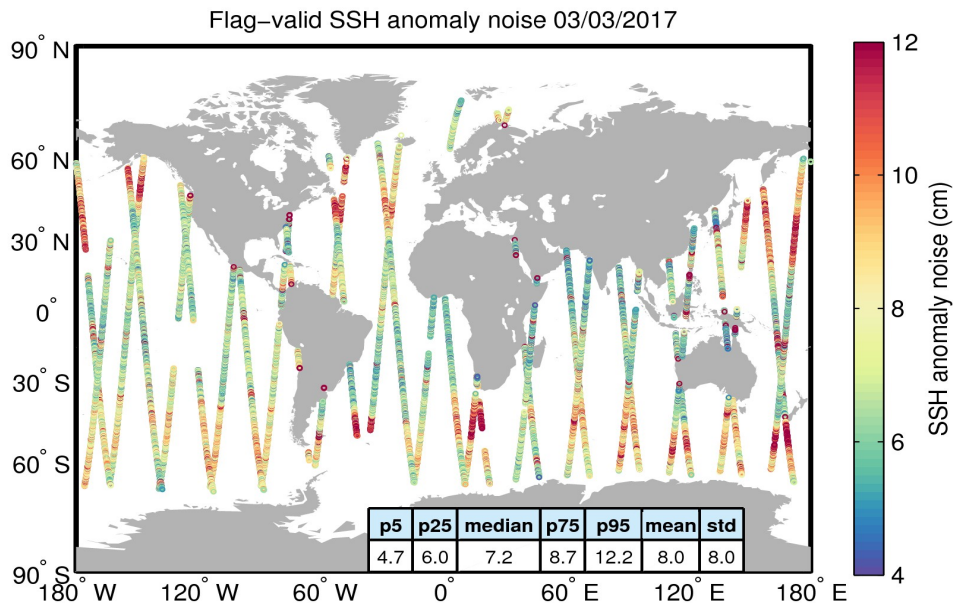 Flag−valid SSH anomaly noise 03/03/2017
90° N
60° N
30° N
0°
30° S
60° S
90° S
180° W
120° W
60° W
0°
60° E
120° E
180° E
p5 p25 median p75 p95 mean std
4.7 6.0 7.2 8.7 12.2 8.0 8.0
12
10
8
6
4
SSH anomaly noise (cm)